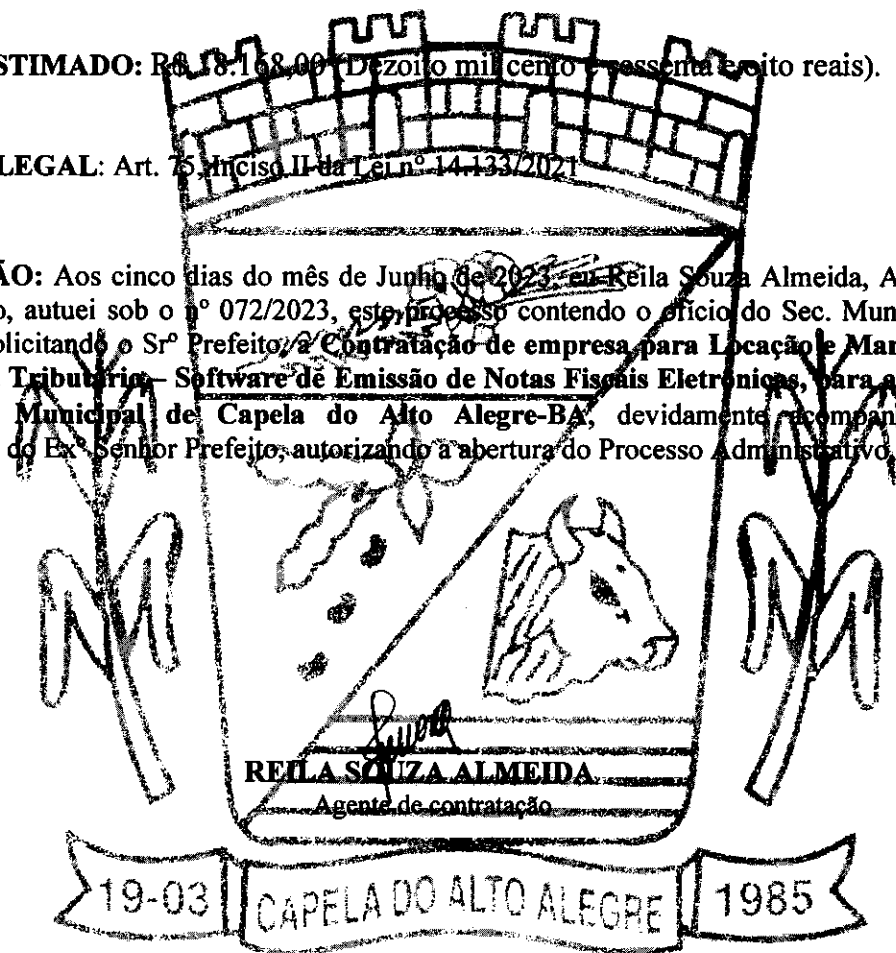 STIMADO: R$ 18.168,00 (Dezoito mil cento e sessenta e oito reais).
LEGAL: Art. 75, Inciso II da Lei nº 14.133/2021
ÃO: Aos cinco dias do mês de Junho de 2023, eu Reila Souza Almeida, A
o, autuei sob o nº 072/2023, este processo contendo o ofício do Sec. Mun
olicitando o Srº Prefeito, a Contratação de empresa para Locação e Man
Tributário – Software de Emissão de Notas Fiscais Eletrônicas, para a
Municipal de Capela do Alto Alegre-BA, devidamente acompan
do Exº Senhor Prefeito, autorizando a abertura do Processo Administrativo.
REILA SOUZA ALMEIDA
Agente de contratação
19-03 CAPELA DO ALTO ALEGRE 1985